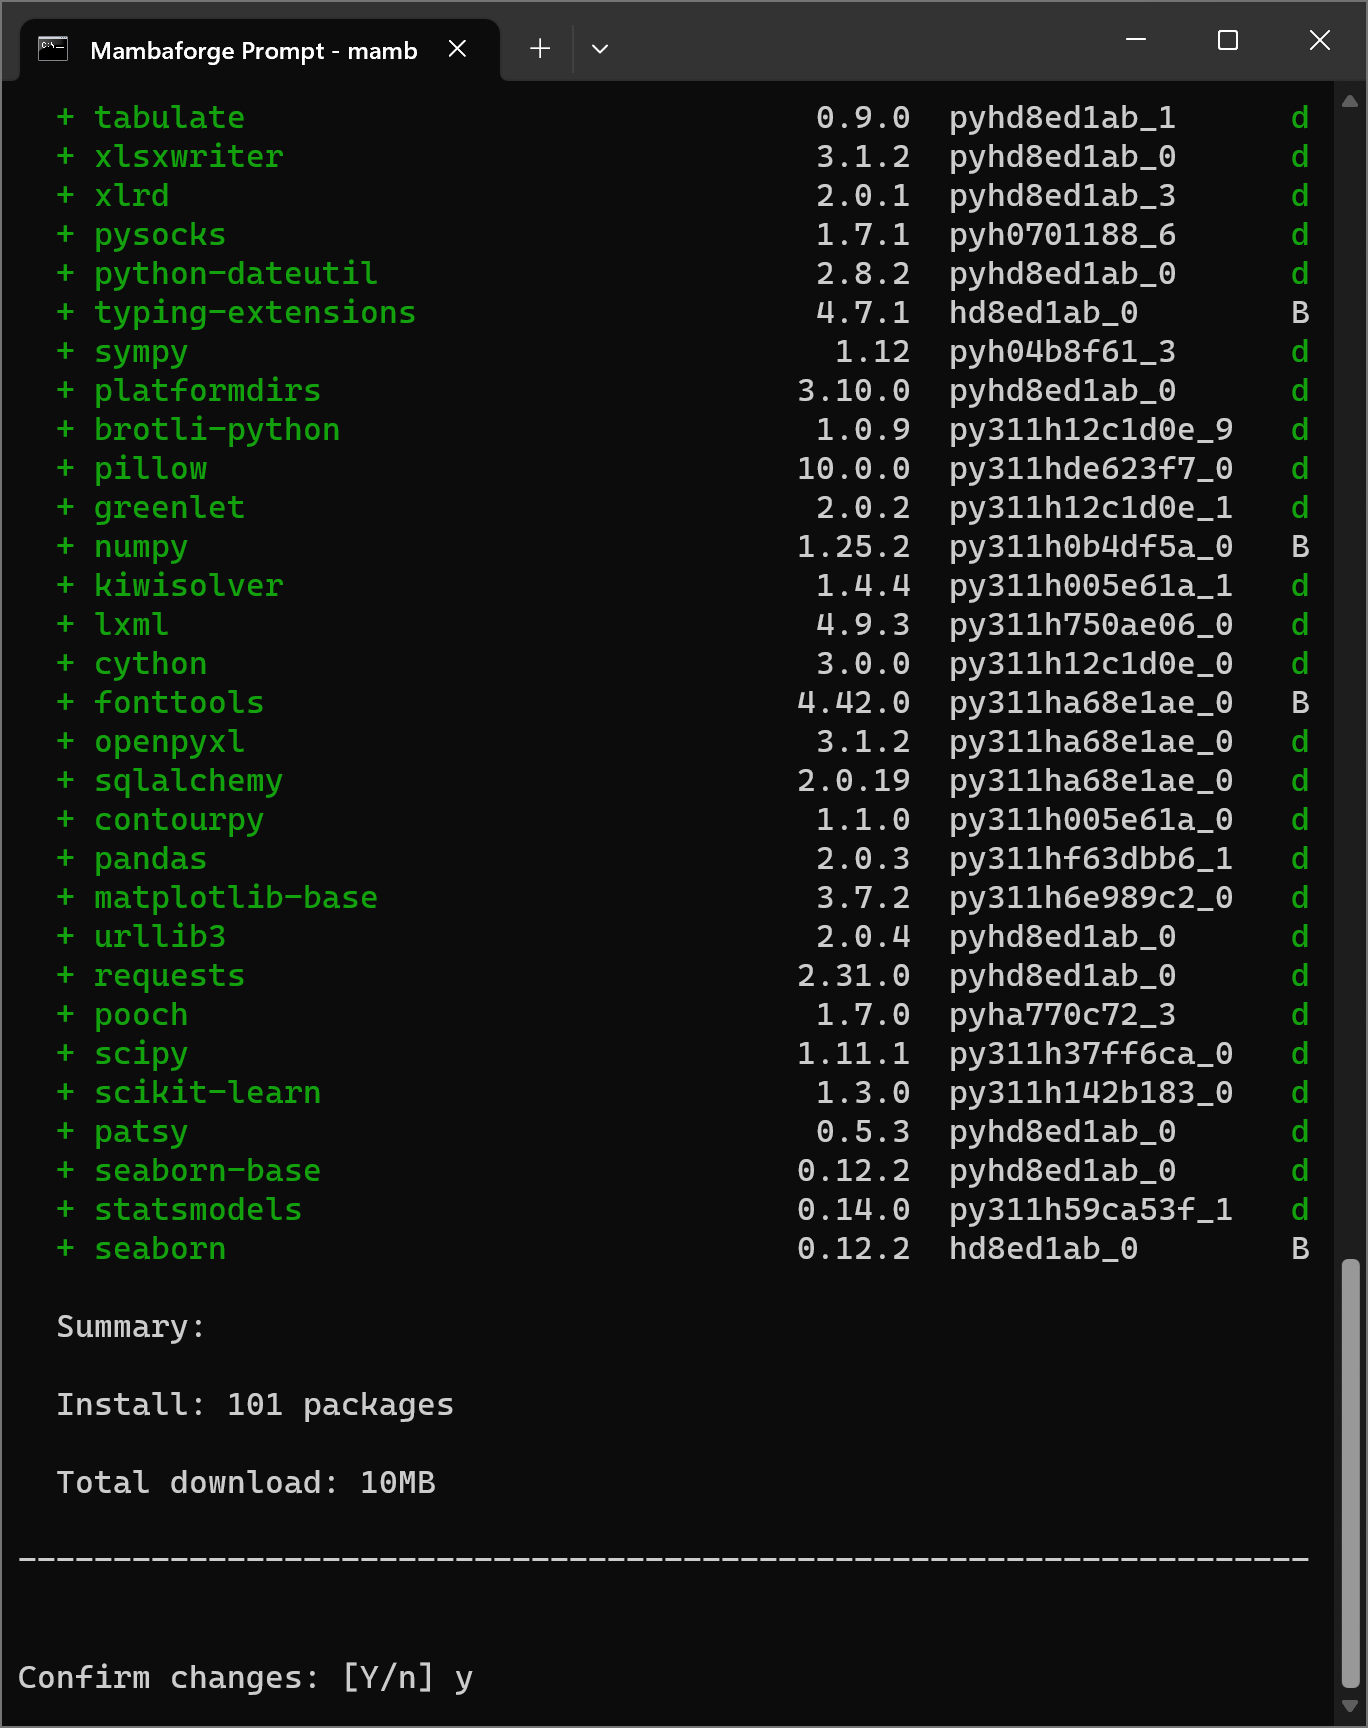 Mambaforge Prompt - mamb
+ tabulate 0.9.0 pyhd8ed1ab_1 d
+ xlsxwriter 3.1.2 pyhd8ed1ab_0 d
+ xlrd 2.0.1 pyhd8ed1ab_3 d
+ pysocks 1.7.1 pyh0701188_6 d
+ python-dateutil 2.8.2 pyhd8ed1ab_0 d
+ typing-extensions 4.7.1 hd8ed1ab_0 B
+ sympy 1.12 pyh04b8f61_3 d
+ platformdirs 3.10.0 pyhd8ed1ab_0 d
+ brotli-python 1.0.9 py311h12c1d0e_9 d
+ pillow 10.0.0 py311hde623f7_0 d
+ greenlet 2.0.2 py311h12c1d0e_1 d
+ numpy 1.25.2 py311h0b4df5a_0 B
+ kiwisolver 1.4.4 py311h005e61a_1 d
+ lxml 4.9.3 py311h750ae06_0 d
+ cython 3.0.0 py311h12c1d0e_0 d
+ fonttools 4.42.0 py311ha68e1ae_0 B
+ openpyxl 3.1.2 py311ha68e1ae_0 d
+ sqlalchemy 2.0.19 py311ha68e1ae_0 d
+ contourpy 1.1.0 py311h005e61a_0 d
+ pandas 2.0.3 py311hf63dbb6_1 d
+ matplotlib-base 3.7.2 py311h6e989c2_0 d
+ urllib3 2.0.4 pyhd8ed1ab_0 d
+ requests 2.31.0 pyhd8ed1ab_0 d
+ pooch 1.7.0 pyha770c72_3 d
+ scipy 1.11.1 py311h37ff6ca_0 d
+ scikit-learn 1.3.0 py311h142b183_0 d
+ patsy 0.5.3 pyhd8ed1ab_0 d
+ seaborn-base 0.12.2 pyhd8ed1ab_0 d
+ statsmodels 0.14.0 py311h59ca53f_1 d
+ seaborn 0.12.2 hd8ed1ab_0 B
Summary:
Install: 101 packages
Total download: 10MB
────────────────────────────────────────────────────────────────────
Confirm changes: [Y/n] y